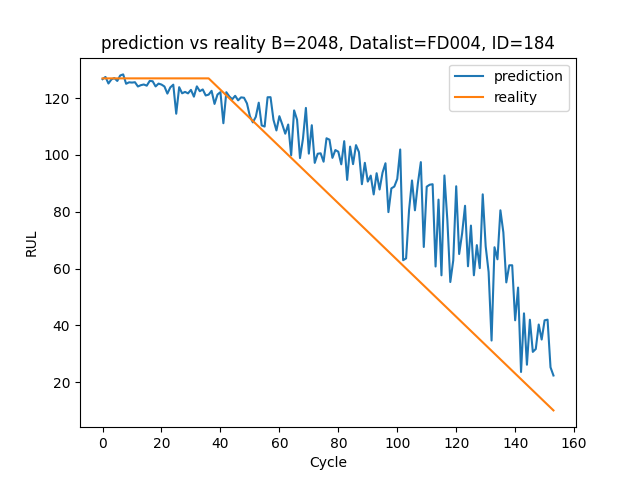 prediction vs reality B=2048, Datalist=FD004, ID=184
prediction
reality
RUL
120
100
80
60
40
20
0 20 40 60 80 100 120 140 160
Cycle